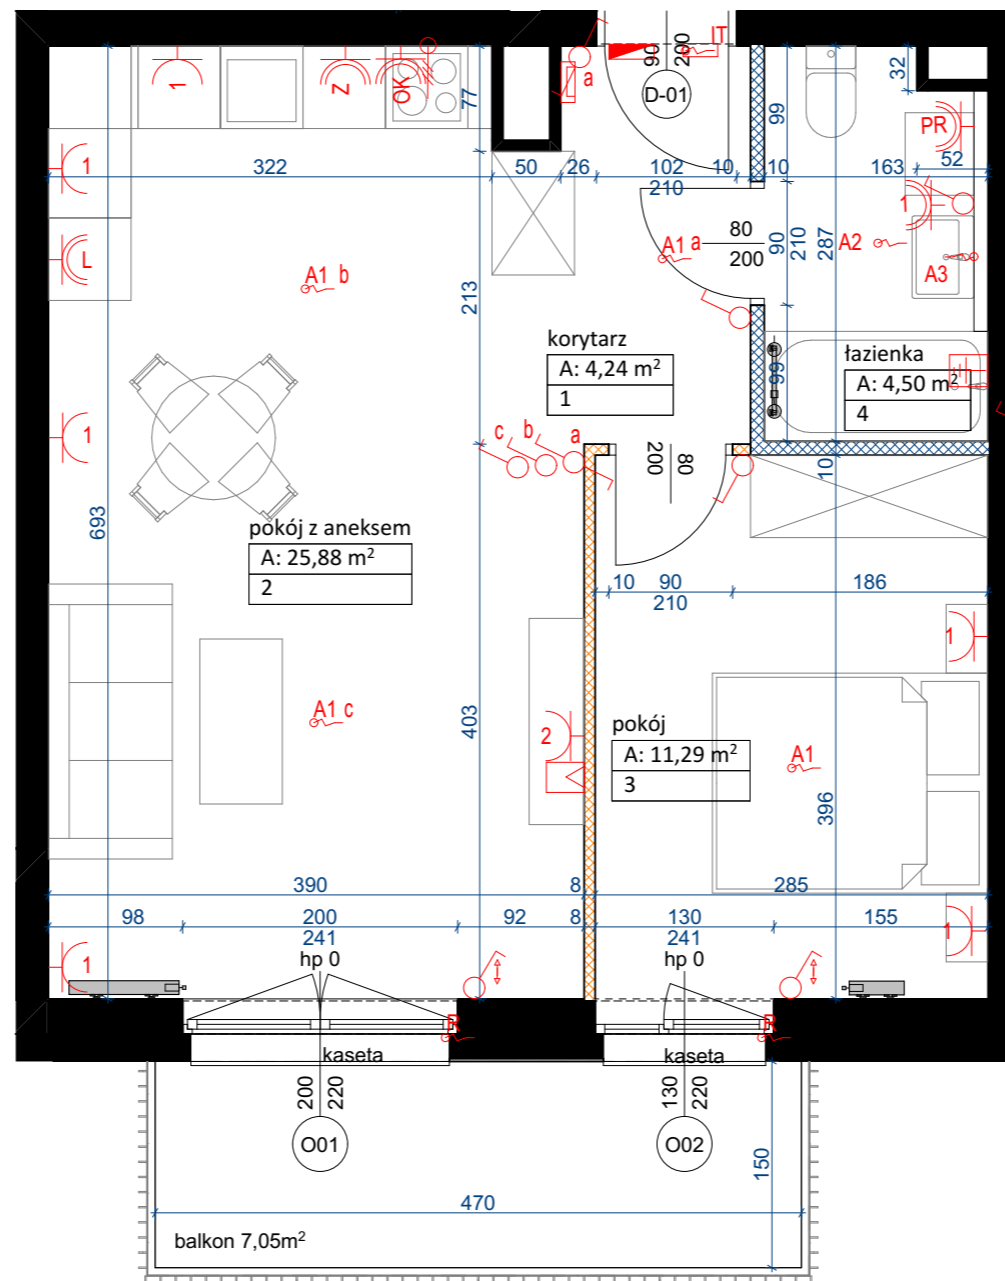 1
Z
OK
77
a
90
200
IT
D-01
99
32
PR
52
1
322
50
26
102
210
10
10
163
1
L
A1 b
213
A1 a
80
200
90
210
287
A2
A3
korytarz
A: 4,24 m²
1
łazienka
A: 4,50 m²
4
99
1
c
b
a
80
200
10
693
pokój z aneksem
A: 25,88 m²
2
10
90
210
186
1
A1 c
403
2
pokój
A: 11,29 m²
3
A1
396
390
8
285
98
200
241
92
8
130
241
155
1
1
hp 0
hp 0
R
R
kaseta
kaseta
200
220
130
220
O01
O02
150
470
balkon 7,05m²